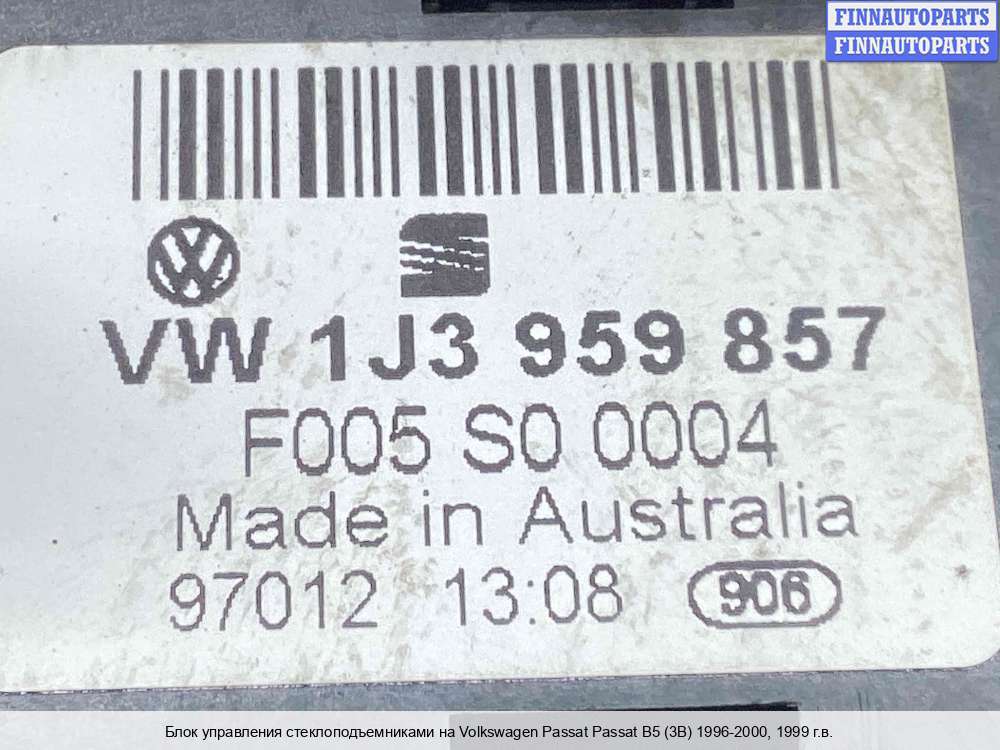 FINNAUTOPARTS
FINNAUTOPARTS
VW 1J3 959 857
F005 S0 0004
Made in Australia
97012 13:08 906
Блок управления стеклоподъемниками на Volkswagen Passat Passat B5 (3B) 1996-2000, 1999 г.в.